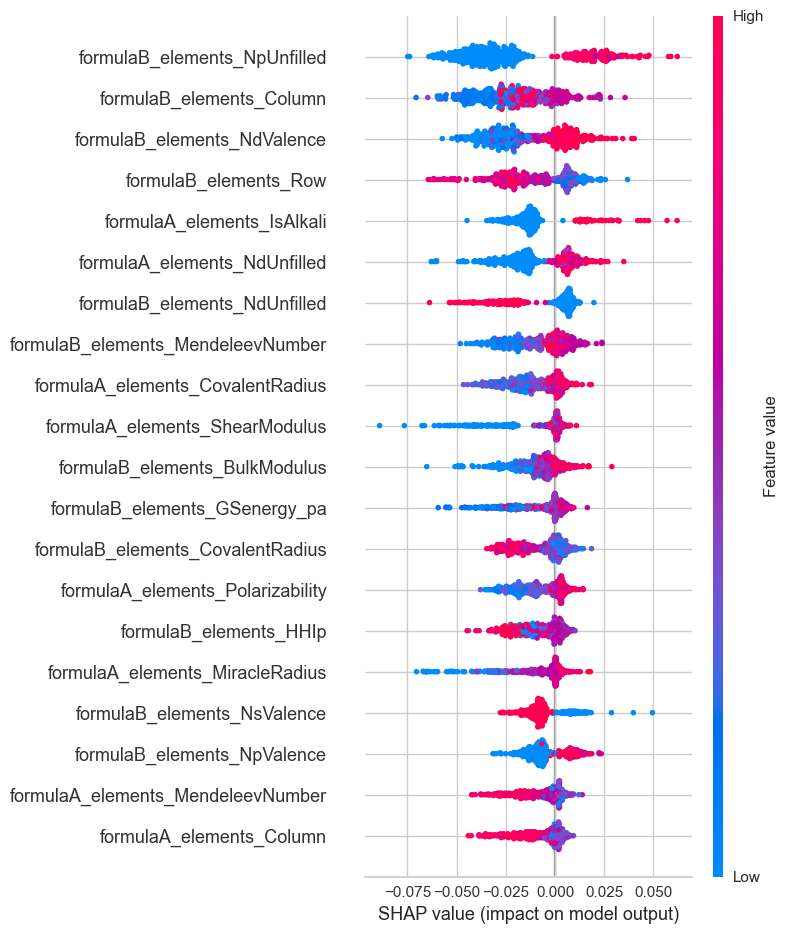 High
formulaB_elements_NpUnfilled
formulaB_elements_Column
formulaB_elements_NdValence
formulaB_elements_Row
formulaA_elements_IsAlkali
formulaA_elements_NdUnfilled
formulaB_elements_NdUnfilled
formulaB_elements_MendeleevNumber
formulaA_elements_CovalentRadius
formulaA_elements_ShearModulus
formulaB_elements_BulkModulus
formulaB_elements_GSenergy_pa
formulaB_elements_CovalentRadius
formulaA_elements_Polarizability
formulaB_elements_HHIp
formulaA_elements_MiracleRadius
formulaB_elements_NsValence
formulaB_elements_NpValence
formulaA_elements_MendeleevNumber
formulaA_elements_Column
Feature value
Low
−0.075 −0.050 −0.025 0.000 0.025 0.050
SHAP value (impact on model output)